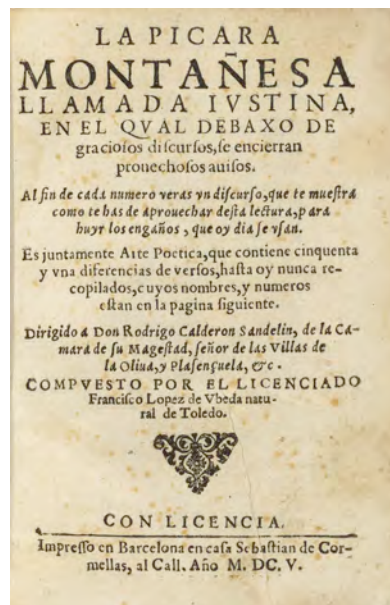 LA PICARA
MONTAÑESA
LLAMADA IVSTINA,
EN EL QVAL DEBAXO DE
graciosos discursos, se encierran
prouechosos auisos.
Al fin de cada numero veras vn discurso, que te muestra
como te has de aprouechar desta lectura, para
huyr los engaños, que oy dia se vsan.
Es juntamente Arte Poetica, que contiene cinquenta
y vna diferencias de versos, hasta oy nunca re-
copilados, cuyos nombres, y numeros
estan en la pagina siguiente.
Dirigido a Don Rodrigo Calderon Sandelin, de la Ca-
mara de su Magestad, señor de las Villas de
la Oliua, y Plasençuela, &c.
COMPVESTO POR EL LICENCIADO
Francisco Lopez de Vbeda natu-
ral de Toledo.
CON LICENCIA,
Impresso en Barcelona en casa Sebastian de Cor-
mellas, al Call. Año M. DC. V.